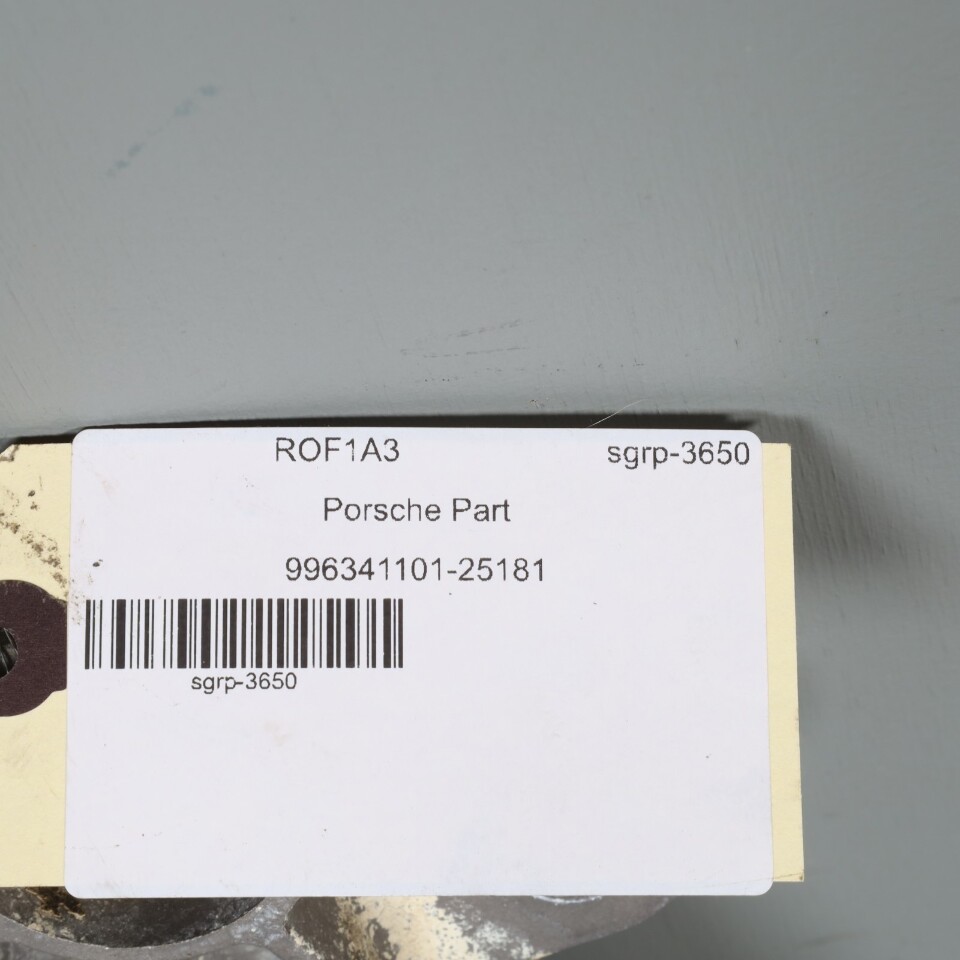 ROF1A3 sgrp-3650
Porsche Part
996341101-25181
sgrp-3650